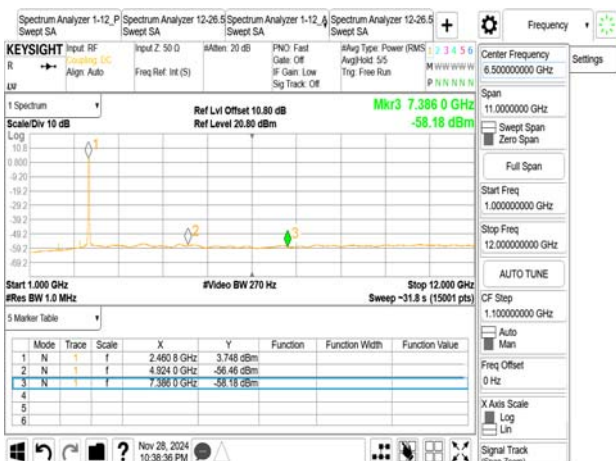 Spectrum Analyzer 1-12_P
Swept SA
Spectrum Analyzer 12-26.5
Swept SA
Spectrum Analyzer 1-12_A
Swept SA
Spectrum Analyzer 12-26.5
Swept SA
+
Frequency
KEYSIGHT
R
LXI
Input: RF
Coupling: DC
Align: Auto
Input Z: 50 Ω
Freq Ref: Int (S)
#Atten: 20 dB
PNO: Fast
Gate: Off
IF Gain: Low
Sig Track: Off
#Avg Type: Power (RMS)
Avg|Hold: 5/5
Trig: Free Run
1 2 3 4 5 6
M W W W W W
P N N N N N
1 Spectrum
Scale/Div 10 dB
Ref Lvl Offset 10.80 dB
Ref Level 20.80 dBm
Mkr3 7.386 0 GHz
-58.18 dBm
Log
10.8
0.800
-9.20
-19.2
-29.2
-39.2
-49.2
-59.2
-69.2
1
2
3
Start 1.000 GHz
#Res BW 1.0 MHz
#Video BW 270 Hz
Stop 12.000 GHz
Sweep ~31.8 s (15001 pts)
5 Marker Table
Mode Trace Scale X Y Function Function Width Function Value
1 N 1 f 2.460 8 GHz 3.748 dBm
2 N 1 f 4.924 0 GHz -56.46 dBm
3 N 1 f 7.386 0 GHz -58.18 dBm
4
5
6
?
Nov 28, 2024
10:38:36 PM
Center Frequency
6.500000000 GHz
Settings
Span
11.0000000 GHz
Swept Span
Zero Span
Full Span
Start Freq
1.000000000 GHz
Stop Freq
12.000000000 GHz
AUTO TUNE
CF Step
1.100000000 GHz
Auto
Man
Freq Offset
0 Hz
X Axis Scale
Log
Lin
Signal Track
(Span Zoom)